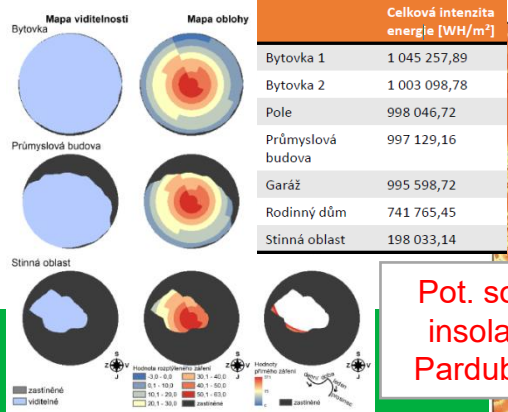 Mapa viditelnosti
Mapa oblohy
Bytovka
Průmyslová budova
Stinná oblast
Celková intenzita
energie [WH/m²]
Bytovka 1 1 045 257,89
Bytovka 2 1 003 098,78
Pole 998 046,72
Průmyslová
budova 997 129,16
Garáž 995 598,72
Rodinný dům 741 765,45
Stinná oblast 198 033,14
Pot. so
insola
Pardub
S
Z V
J
S
Z V
J
zastíněné
viditelné
Hodnota rozptýleného záření
-3,0 - 0,0
0,1 - 10,0
10,1 - 20,0
20,1 - 30,0
30,1 - 40,0
40,1 - 50,0
50,1 - 63,0
zastíněné
Hodnoty
přímého záření
denní doba
leden
prosinec
zastíněné